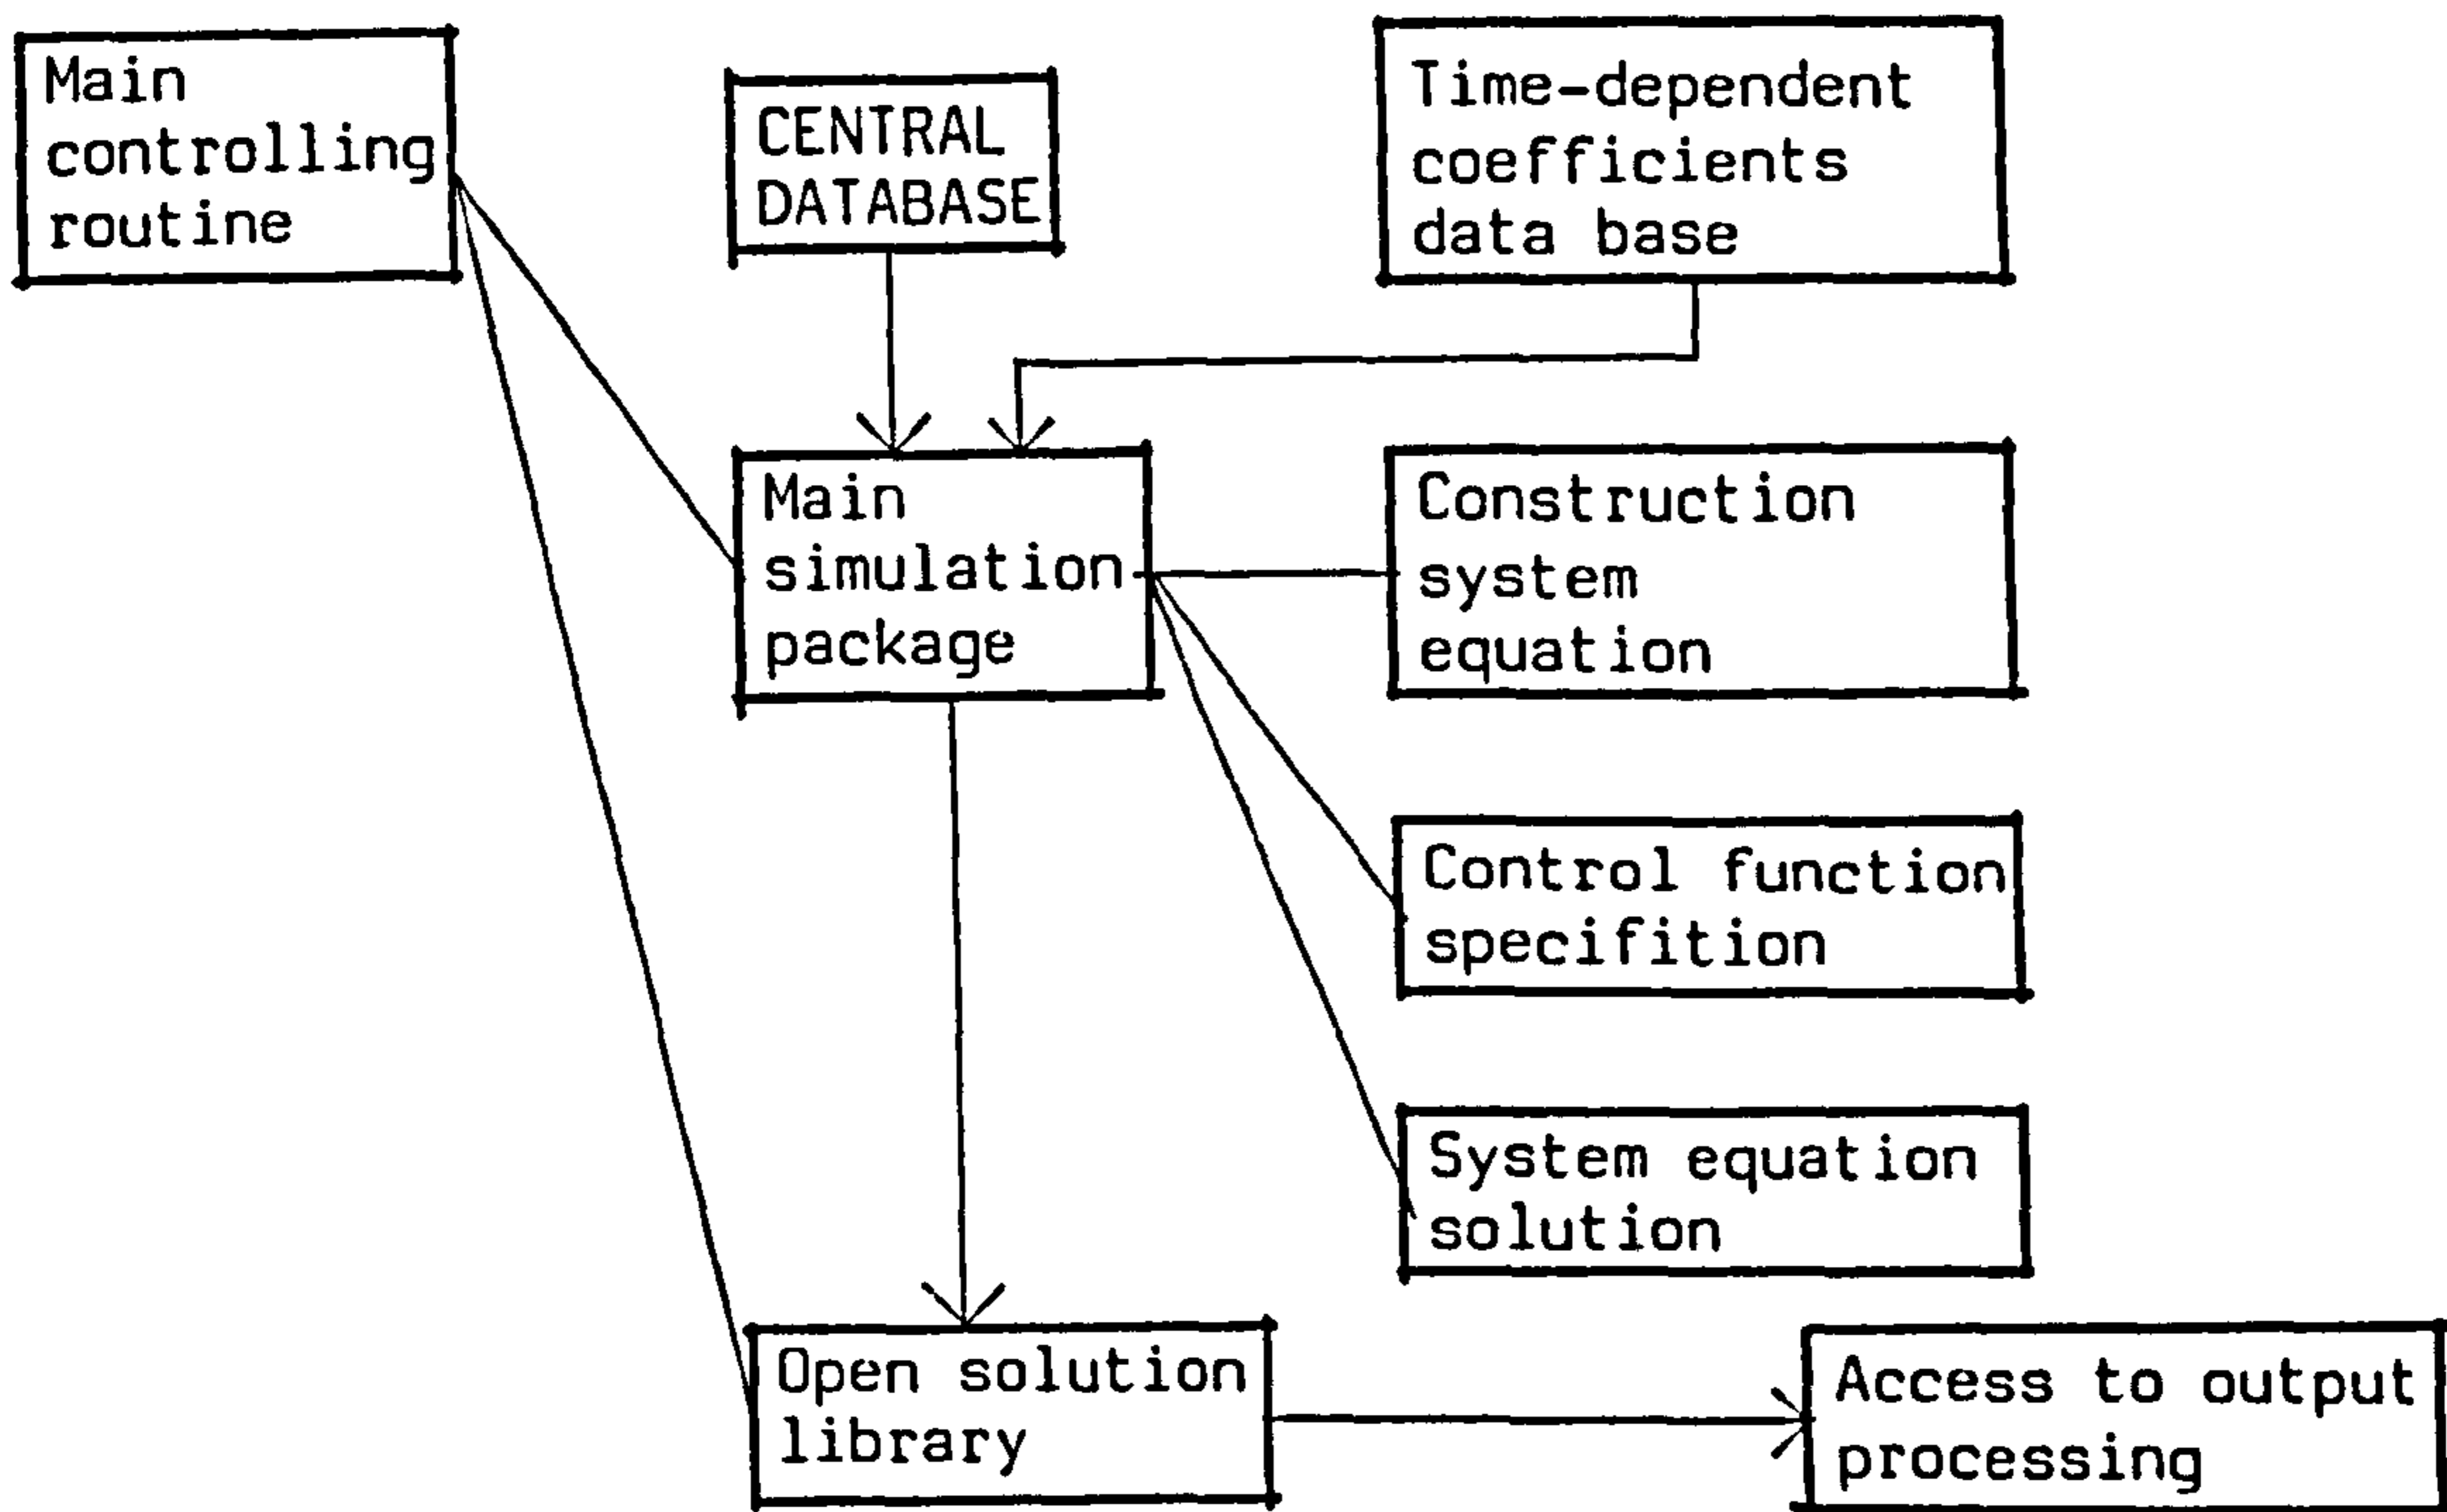 Main
controlling
routine
CENTRAL
DATABASE
Time-dependent
coefficients
data base
Main
simulation
package
Construction
system
equation
Control function
specifition
System equation
solution
Open solution
library
Access to output
processing